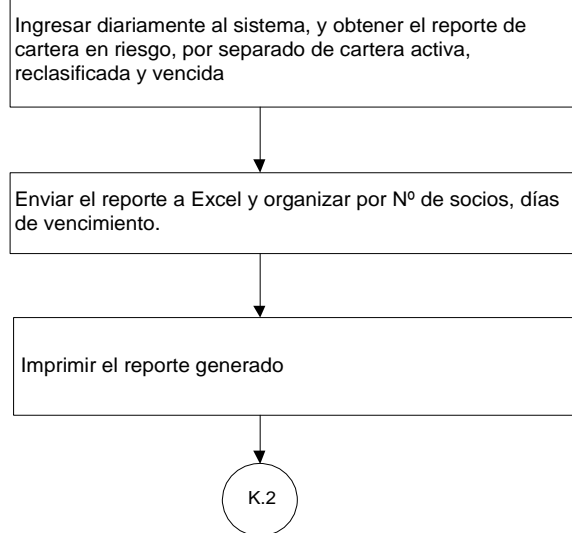 Ingresar diariamente al sistema, y obtener el reporte de
cartera en riesgo, por separado de cartera activa,
reclasificada y vencida
Enviar el reporte a Excel y organizar por Nº de socios, días
de vencimiento.
Imprimir el reporte generado
K.2